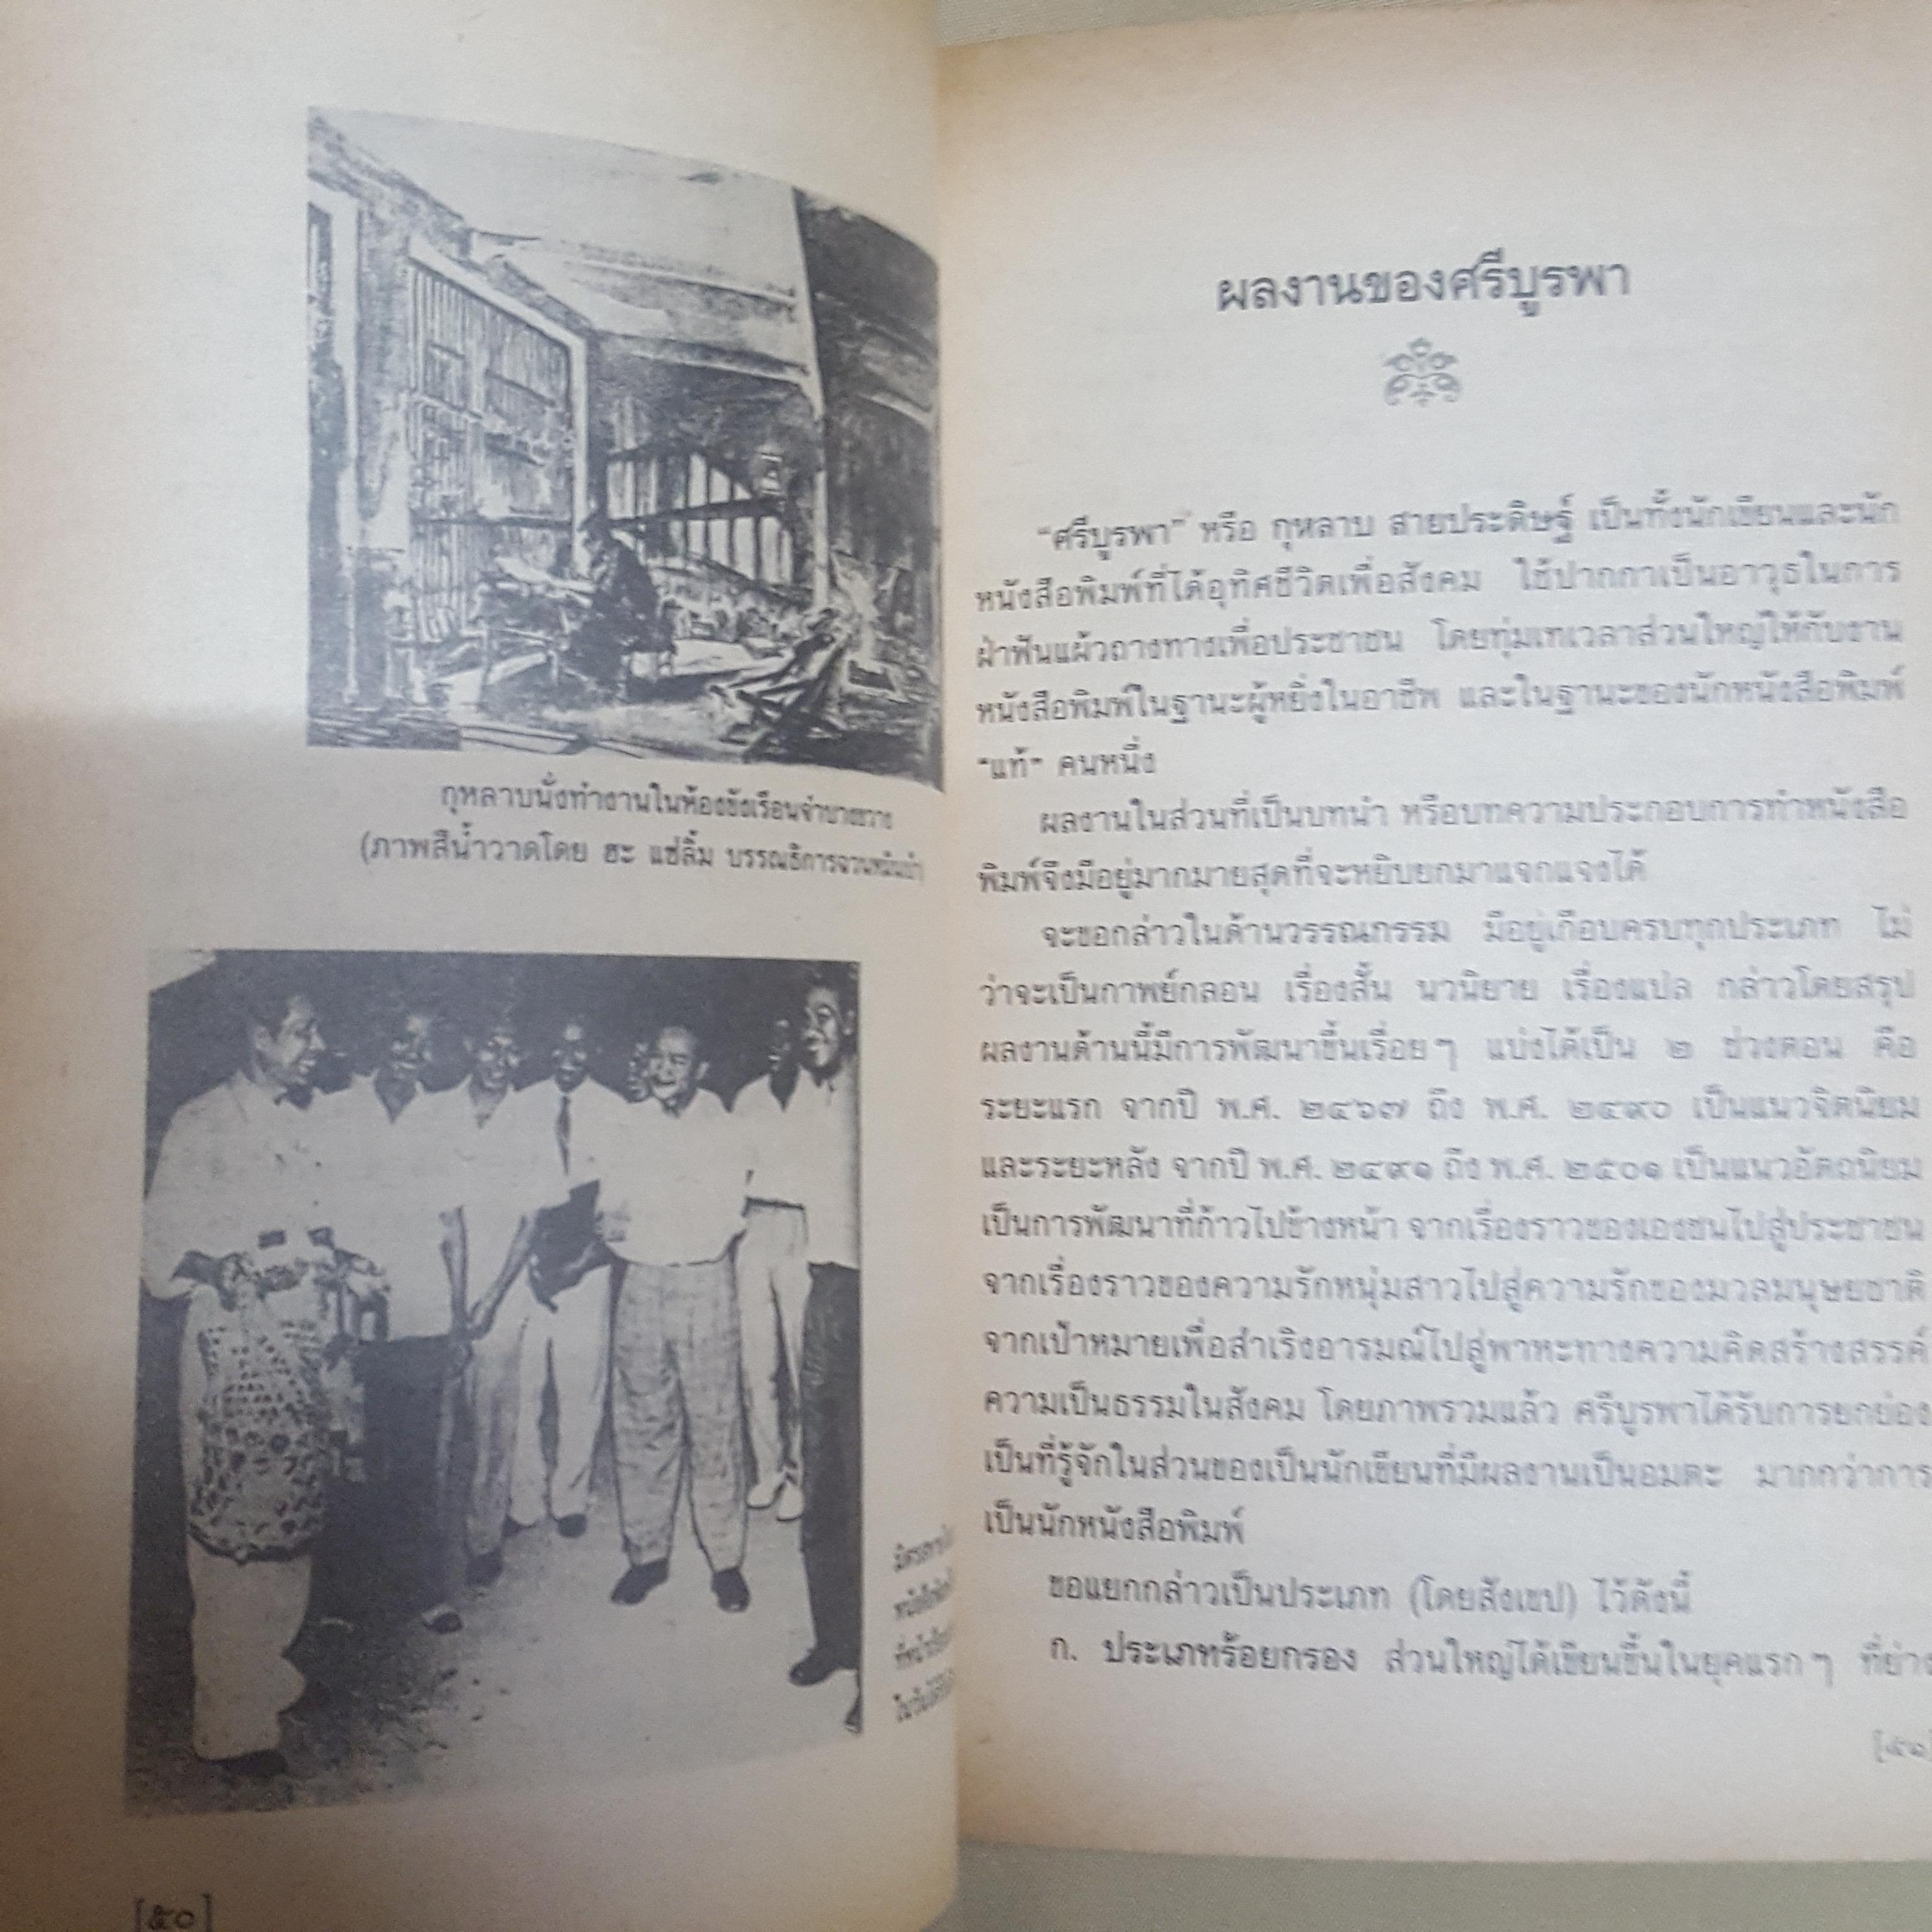 กุหลาบนั่งทำงานในห้องขังเรือนจำบางขวาง
(ภาพสีน้ำวาดโดย ฮะ แซ่ลิ้ม บรรณธิการจวนหนันป่า)
[๕๐]
ผลงานของศรีบูรพา
“ศรีบูรพา” หรือ กุหลาบ สายประดิษฐ์ เป็นทั้งนักเขียนและนัก
หนังสือพิมพ์ที่ได้อุทิศชีวิตเพื่อสังคม ใช้ปากกาเป็นอาวุธในการ
ฝ่าฟันแผ้วถางทางเพื่อประชาชน โดยทุ่มเทเวลาส่วนใหญ่ให้กับงาน
หนังสือพิมพ์ในฐานะผู้หยิ่งในอาชีพ และในฐานะของนักหนังสือพิมพ์
“แท้” คนหนึ่ง
ผลงานในส่วนที่เป็นบทนำ หรือบทความประกอบการทำหนังสือ
พิมพ์จึงมีอยู่มากมายสุดที่จะหยิบยกมาแจกแจงได้
จะขอกล่าวในด้านวรรณกรรม มีอยู่เกือบครบทุกประเภท ไม่
ว่าจะเป็นกาพย์กลอน เรื่องสั้น นวนิยาย เรื่องแปล กล่าวโดยสรุป
ผลงานด้านนี้มีการพัฒนาขึ้นเรื่อยๆ แบ่งได้เป็น ๒ ช่วงตอน คือ
ระยะแรก จากปี พ.ศ. ๒๔๖๗ ถึง พ.ศ. ๒๔๙๐ เป็นแนวจิตนิยม
และระยะหลัง จากปี พ.ศ. ๒๔๙๑ ถึง พ.ศ. ๒๕๐๑ เป็นแนวอัตถนิยม
เป็นการพัฒนาที่ก้าวไปข้างหน้า จากเรื่องราวของเองชนไปสู่ประชาชน
จากเรื่องราวของความรักหนุ่มสาวไปสู่ความรักของมวลมนุษยชาติ
จากเป้าหมายเพื่อสำเริงอารมณ์ไปสู่พาหะทางความคิดสร้างสรรค์
ความเป็นธรรมในสังคม โดยภาพรวมแล้ว ศรีบูรพาได้รับการยกย่อง
เป็นที่รู้จักในส่วนของเป็นนักเขียนที่มีผลงานเป็นอมตะ มากกว่าการ
เป็นนักหนังสือพิมพ์
ขอแยกกล่าวเป็นประเภท (โดยสังเขป) ไว้ดังนี้
ก. ประเภทร้อยกรอง ส่วนใหญ่ได้เขียนขึ้นในยุคแรกๆ ที่ย่าง
[๕๑]